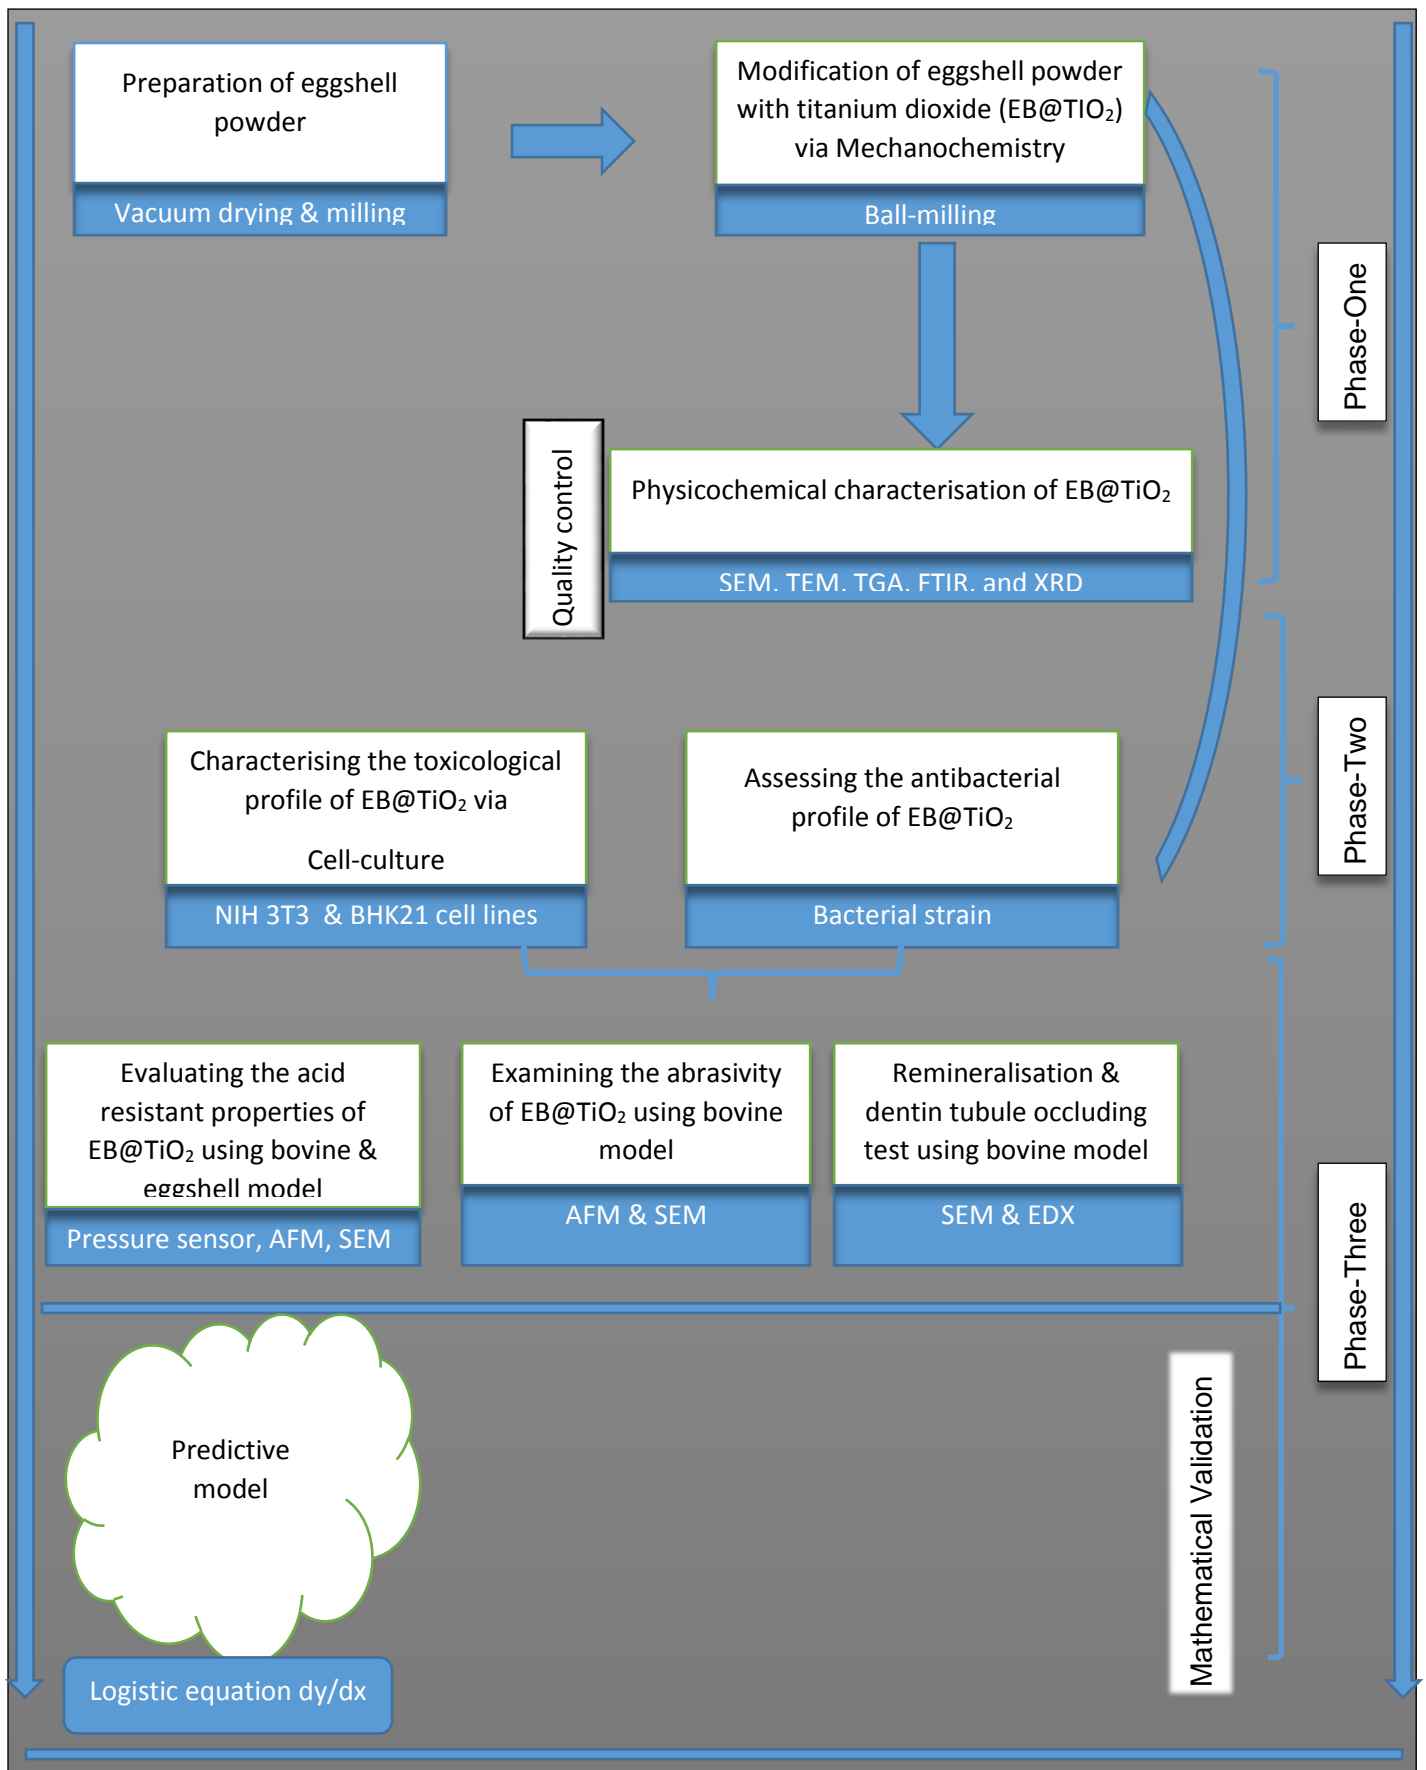 Preparation of eggshell
powder
Vacuum drying & milling
Modification of eggshell powder
with titanium dioxide (EB@TIO₂)
via Mechanochemistry
Ball-milling
Phase-One
Quality control
Physicochemical characterisation of EB@TiO₂
SEM, TEM, TGA, FTIR, and XRD
Characterising the toxicological
profile of EB@TiO₂ via
Cell-culture
NIH 3T3 & BHK21 cell lines
Assessing the antibacterial
profile of EB@TiO₂
Bacterial strain
Phase-Two
Evaluating the acid
resistant properties of
EB@TiO₂ using bovine &
eggshell model
Pressure sensor, AFM, SEM
Examining the abrasivity
of EB@TiO₂ using bovine
model
AFM & SEM
Remineralisation &
dentin tubule occluding
test using bovine model
SEM & EDX
Phase-Three
Predictive
model
Logistic equation dy/dx
Mathematical Validation